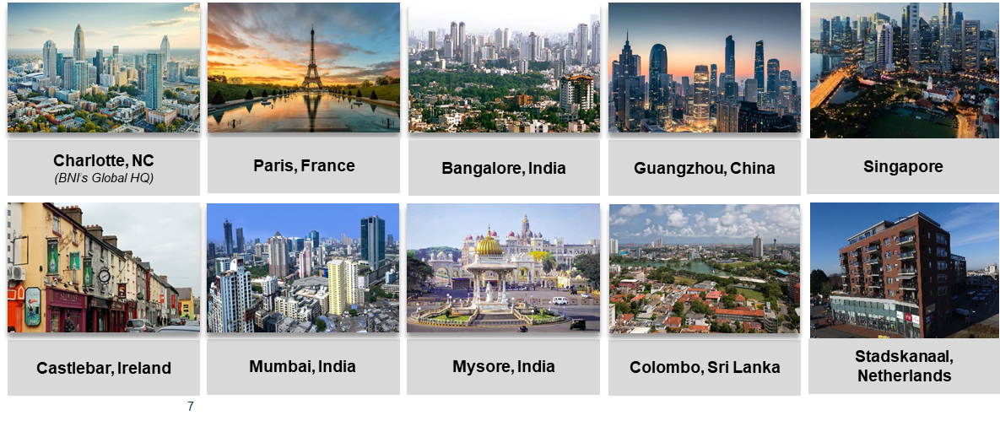 Charlotte, NC
(BNI's Global HQ)
Paris, France
Bangalore, India
Guangzhou, China
Singapore
Castlebar, Ireland
Mumbai, India
Mysore, India
Colombo, Sri Lanka
Stadskanaal,
Netherlands
7